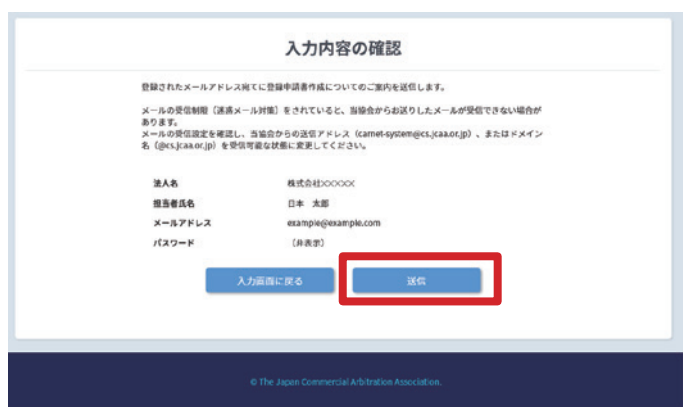 入力内容の確認
登録されたメールアドレス宛てに登録申請書作成についてのご案内を送信します。
メールの受信制限（迷惑メール対策）をされていると、当協会からお送りしたメールが受信できない場合が
あります。
メールの受信設定を確認し、当協会からの送信アドレス（carnet-system@cs.jcaa.or.jp）、またはドメイン
名（@cs.jcaa.or.jp）を受信可能な状態に変更してください。
法人名 株式会社XXXXXX
担当者氏名 日本 太郎
メールアドレス example@example.com
パスワード （非表示）
入力画面に戻る 送信
© The Japan Commercial Arbitration Association.